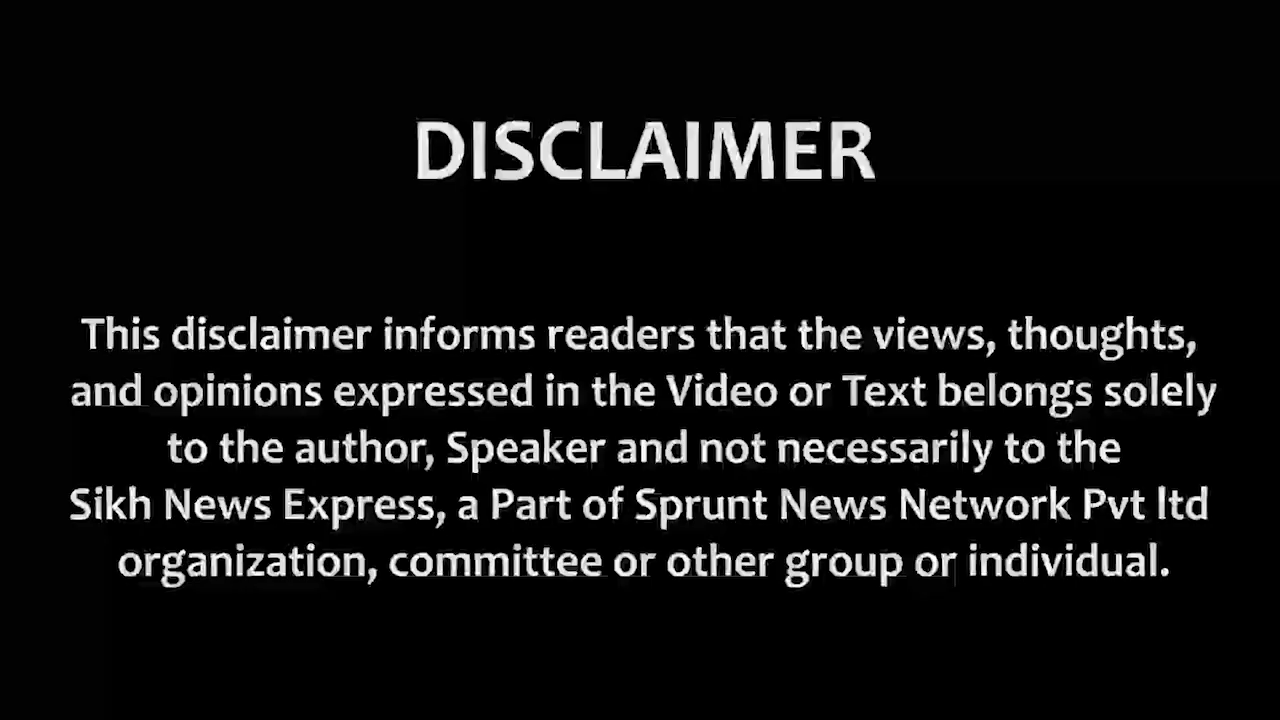 DISCLAIMER
This disclaimer informs readers that the views, thoughts,
and opinions expressed in the Video or Text belongs solely
to the author, Speaker and not necessarily to the
Sikh News Express, a Part of Sprunt News Network Pvt ltd
organization, committee or other group or individual.